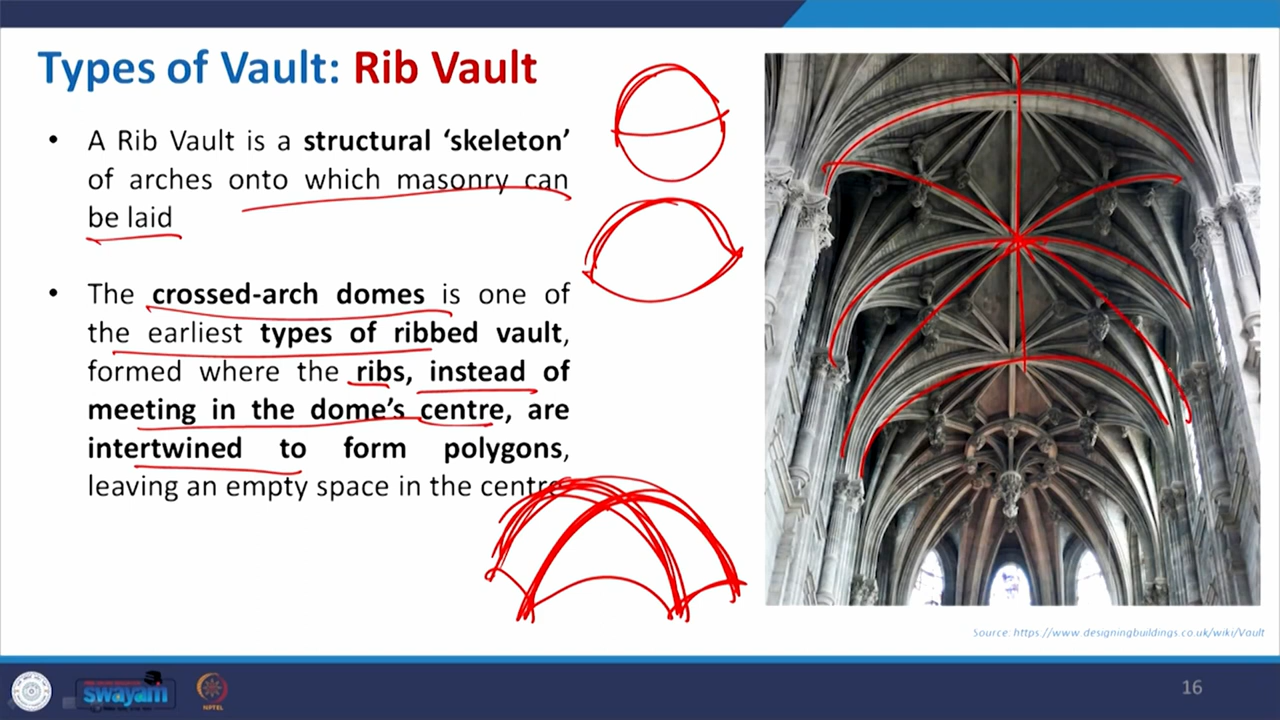 Types of Vault: Rib Vault
• A Rib Vault is a structural ‘skeleton’
of arches onto which masonry can
be laid
• The crossed-arch domes is one of
the earliest types of ribbed vault,
formed where the ribs, instead of
meeting in the dome’s centre, are
intertwined to form polygons,
leaving an empty space in the centre
Source: https://www.designingbuildings.co.uk/wiki/Vault
swayam
NPTEL
16